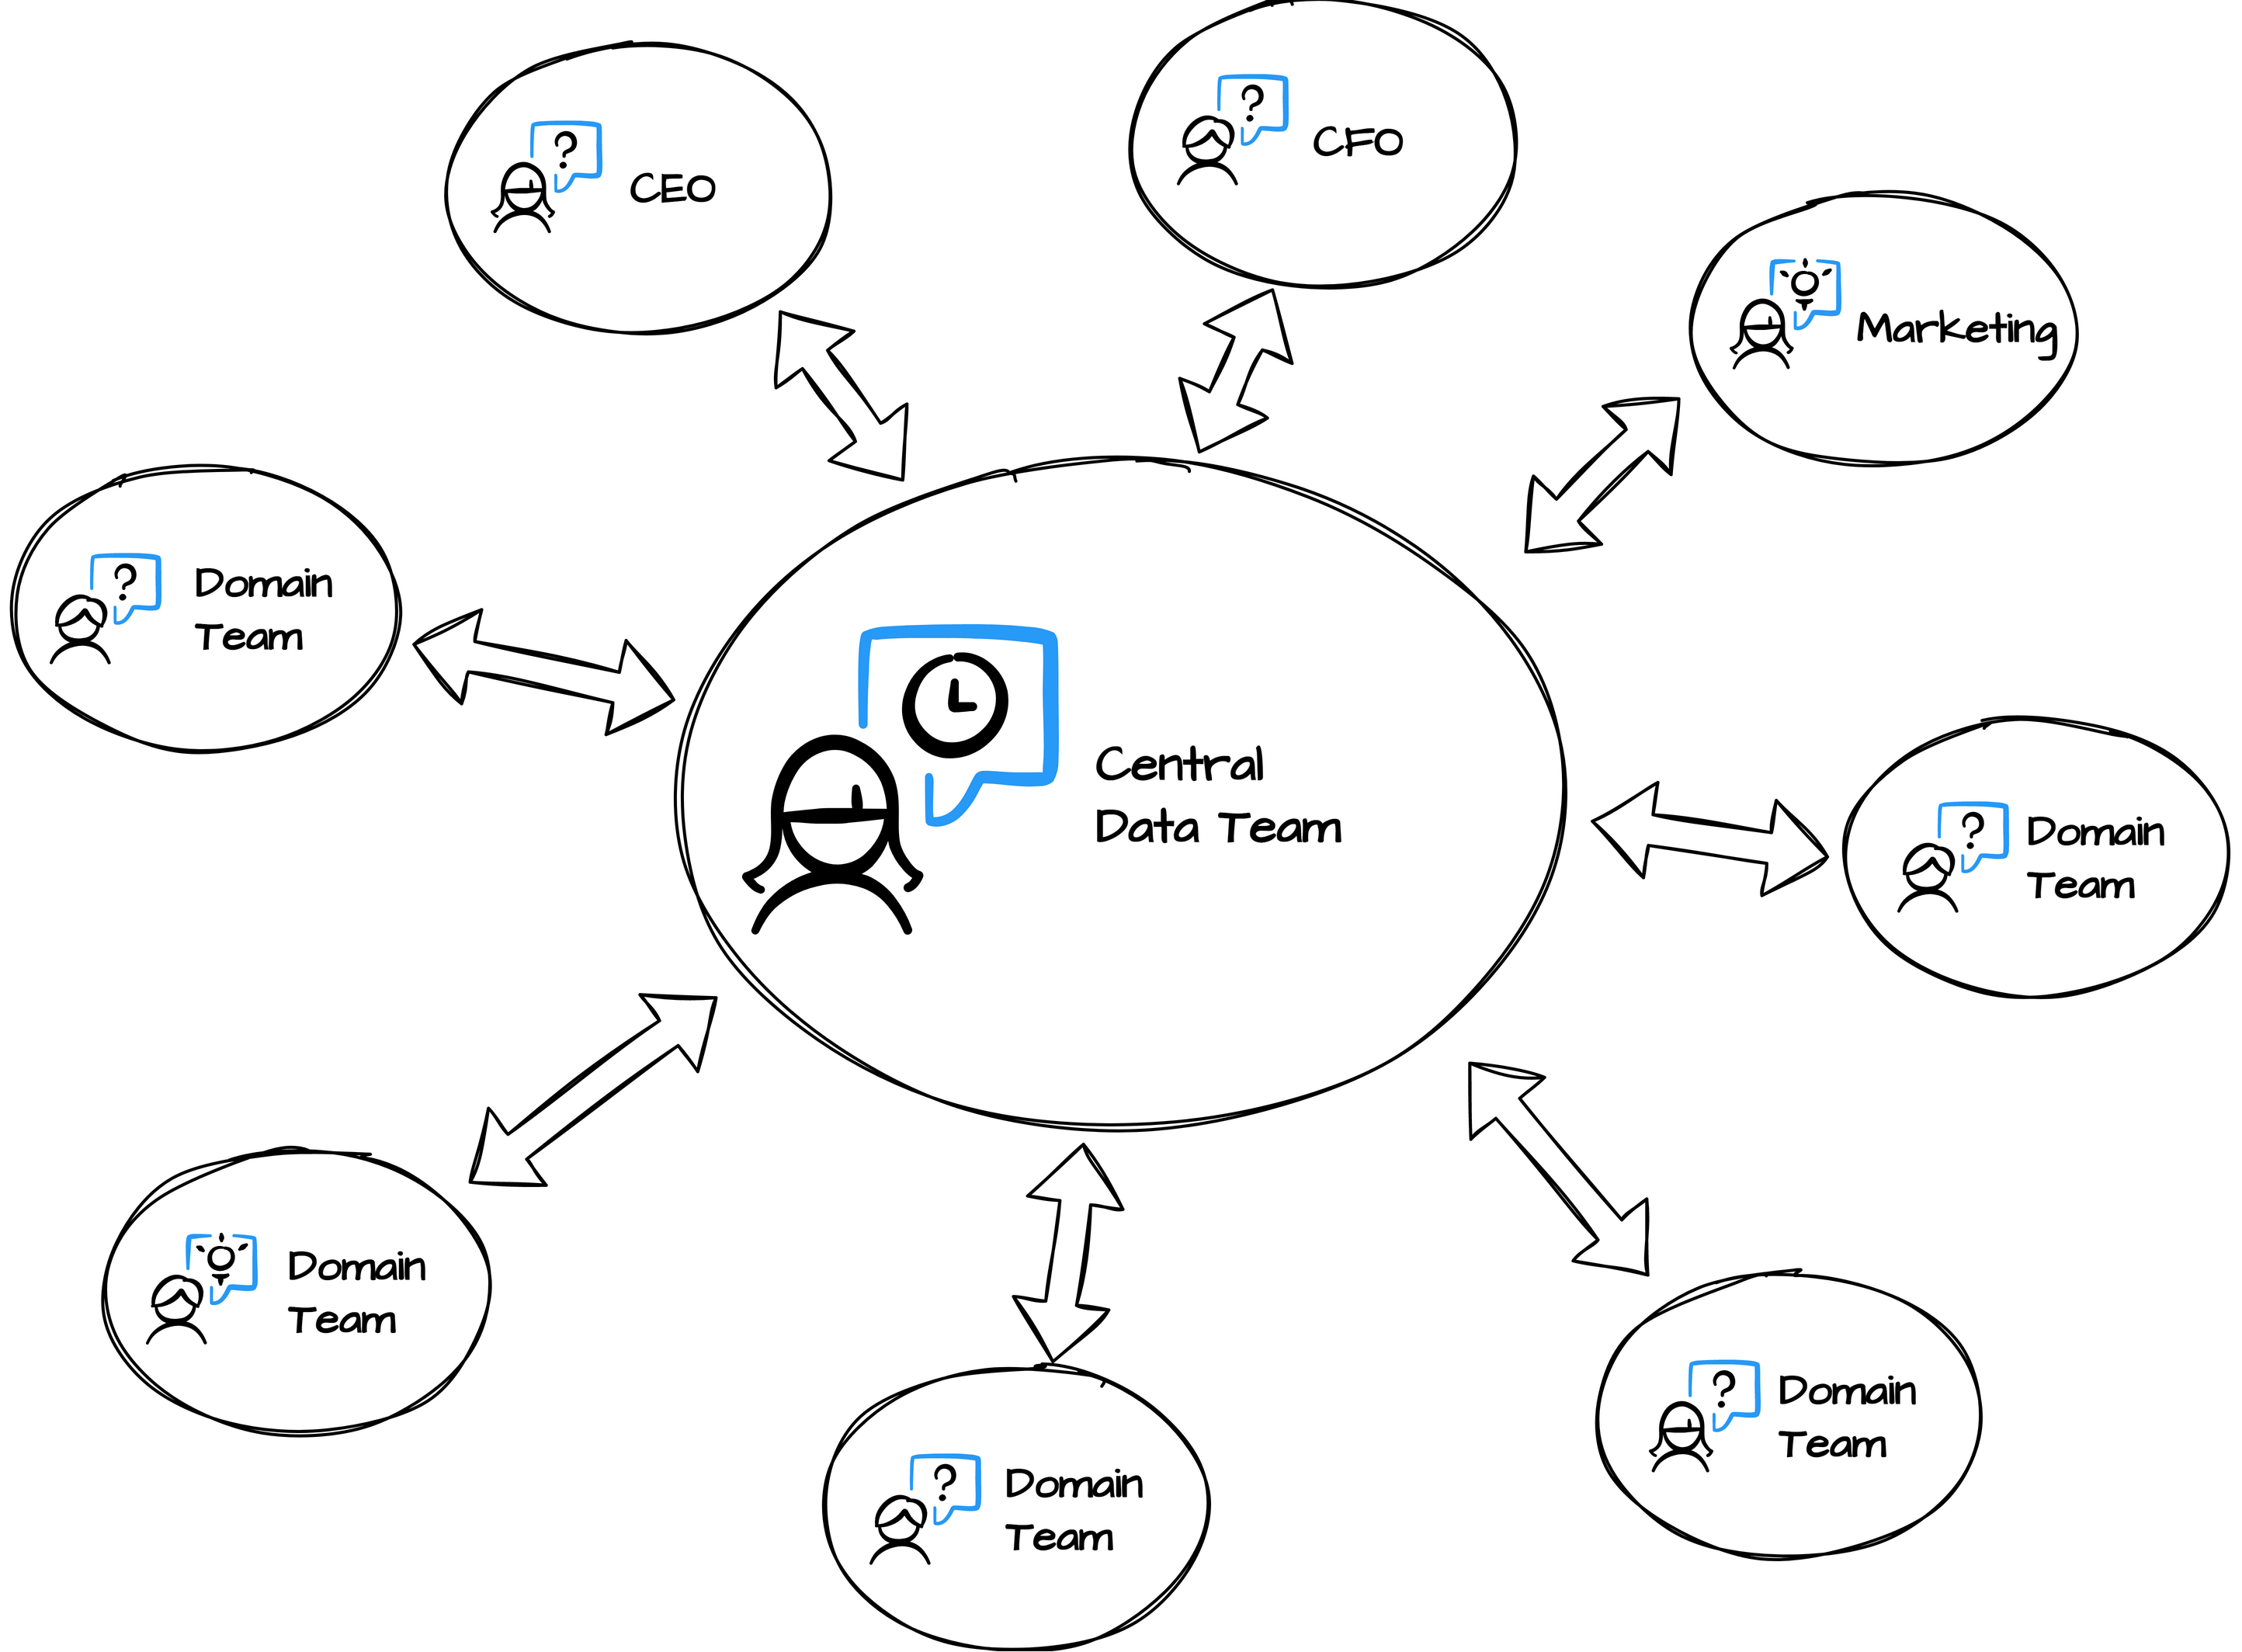 CEO
?
CFO
?
Marketing
Domain
Team
?
Central
Data Team
Domain
Team
?
Domain
Team
Domain
Team
?
Domain
Team
?